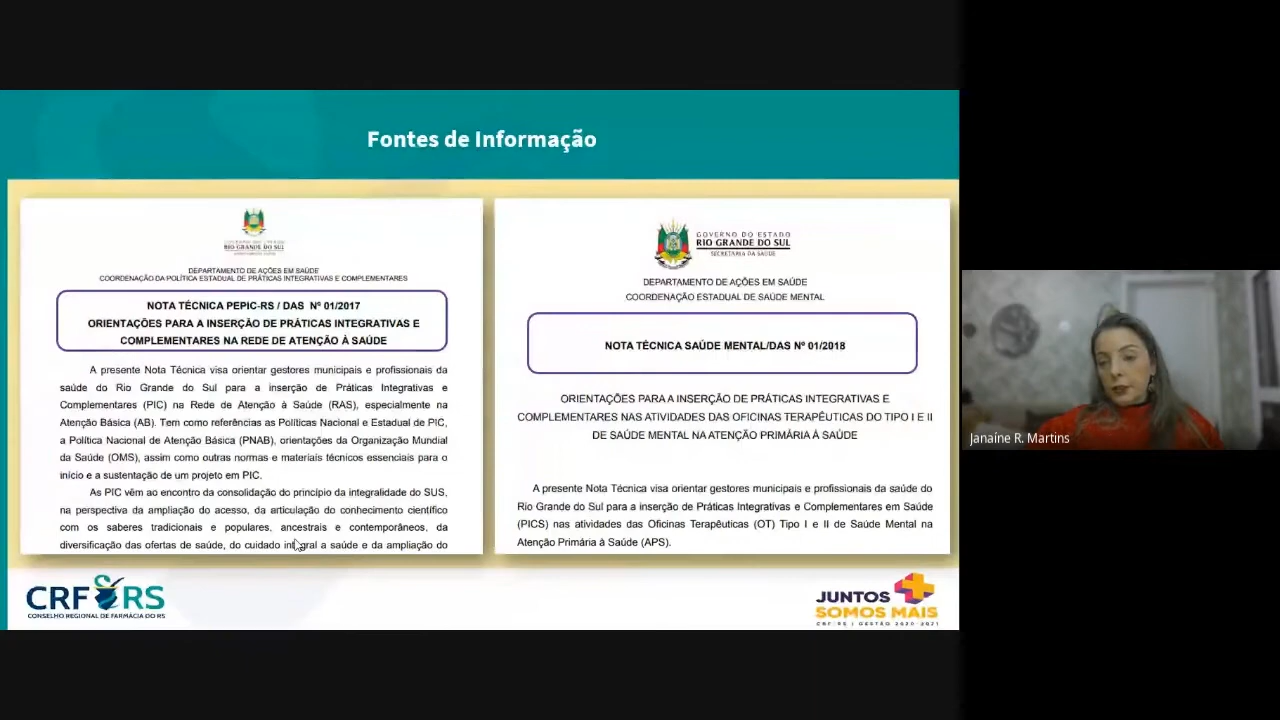 Fontes de Informação
GOVERNO DO ESTADO
RIO GRANDE DO SUL
DEPARTAMENTO DE AÇÕES EM SAÚDE
COORDENAÇÃO DA POLÍTICA ESTADUAL DE PRÁTICAS INTEGRATIVAS E COMPLEMENTARES
NOTA TÉCNICA PEPIC-RS / DAS Nº 01/2017
ORIENTAÇÕES PARA A INSERÇÃO DE PRÁTICAS INTEGRATIVAS E
COMPLEMENTARES NA REDE DE ATENÇÃO À SAÚDE
A presente Nota Técnica visa orientar gestores municipais e profissionais da
saúde do Rio Grande do Sul para a inserção de Práticas Integrativas e
Complementares (PIC) na Rede de Atenção à Saúde (RAS), especialmente na
Atenção Básica (AB). Tem como referências as Políticas Nacional e Estadual de PIC,
a Política Nacional de Atenção Básica (PNAB), orientações da Organização Mundial
da Saúde (OMS), assim como outras normas e materiais técnicos essenciais para o
início e a sustentação de um projeto em PIC.
As PIC vêm ao encontro da consolidação do princípio da integralidade do SUS,
na perspectiva da ampliação do acesso, da articulação do conhecimento científico
com os saberes tradicionais e populares, ancestrais e contemporâneos, da
diversificação das ofertas de saúde, do cuidado integral a saúde e da ampliação do
GOVERNO DO ESTADO
RIO GRANDE DO SUL
SECRETARIA DA SAÚDE
DEPARTAMENTO DE AÇÕES EM SAÚDE
COORDENAÇÃO ESTADUAL DE SAÚDE MENTAL
NOTA TÉCNICA SAÚDE MENTAL/DAS Nº 01/2018
ORIENTAÇÕES PARA A INSERÇÃO DE PRÁTICAS INTEGRATIVAS E
COMPLEMENTARES NAS ATIVIDADES DAS OFICINAS TERAPÊUTICAS DO TIPO I E II
DE SAÚDE MENTAL NA ATENÇÃO PRIMÁRIA À SAÚDE
A presente Nota Técnica visa orientar gestores municipais e profissionais da saúde do
Rio Grande do Sul para a inserção de Práticas Integrativas e Complementares em Saúde
(PICS) nas atividades das Oficinas Terapêuticas (OT) Tipo I e II de Saúde Mental na
Atenção Primária à Saúde (APS).
Janaíne R. Martins
CRF RS
CONSELHO REGIONAL DE FARMÁCIA DO RS
JUNTOS
SOMOS MAIS
CRF/RS | GESTÃO 2020-2021